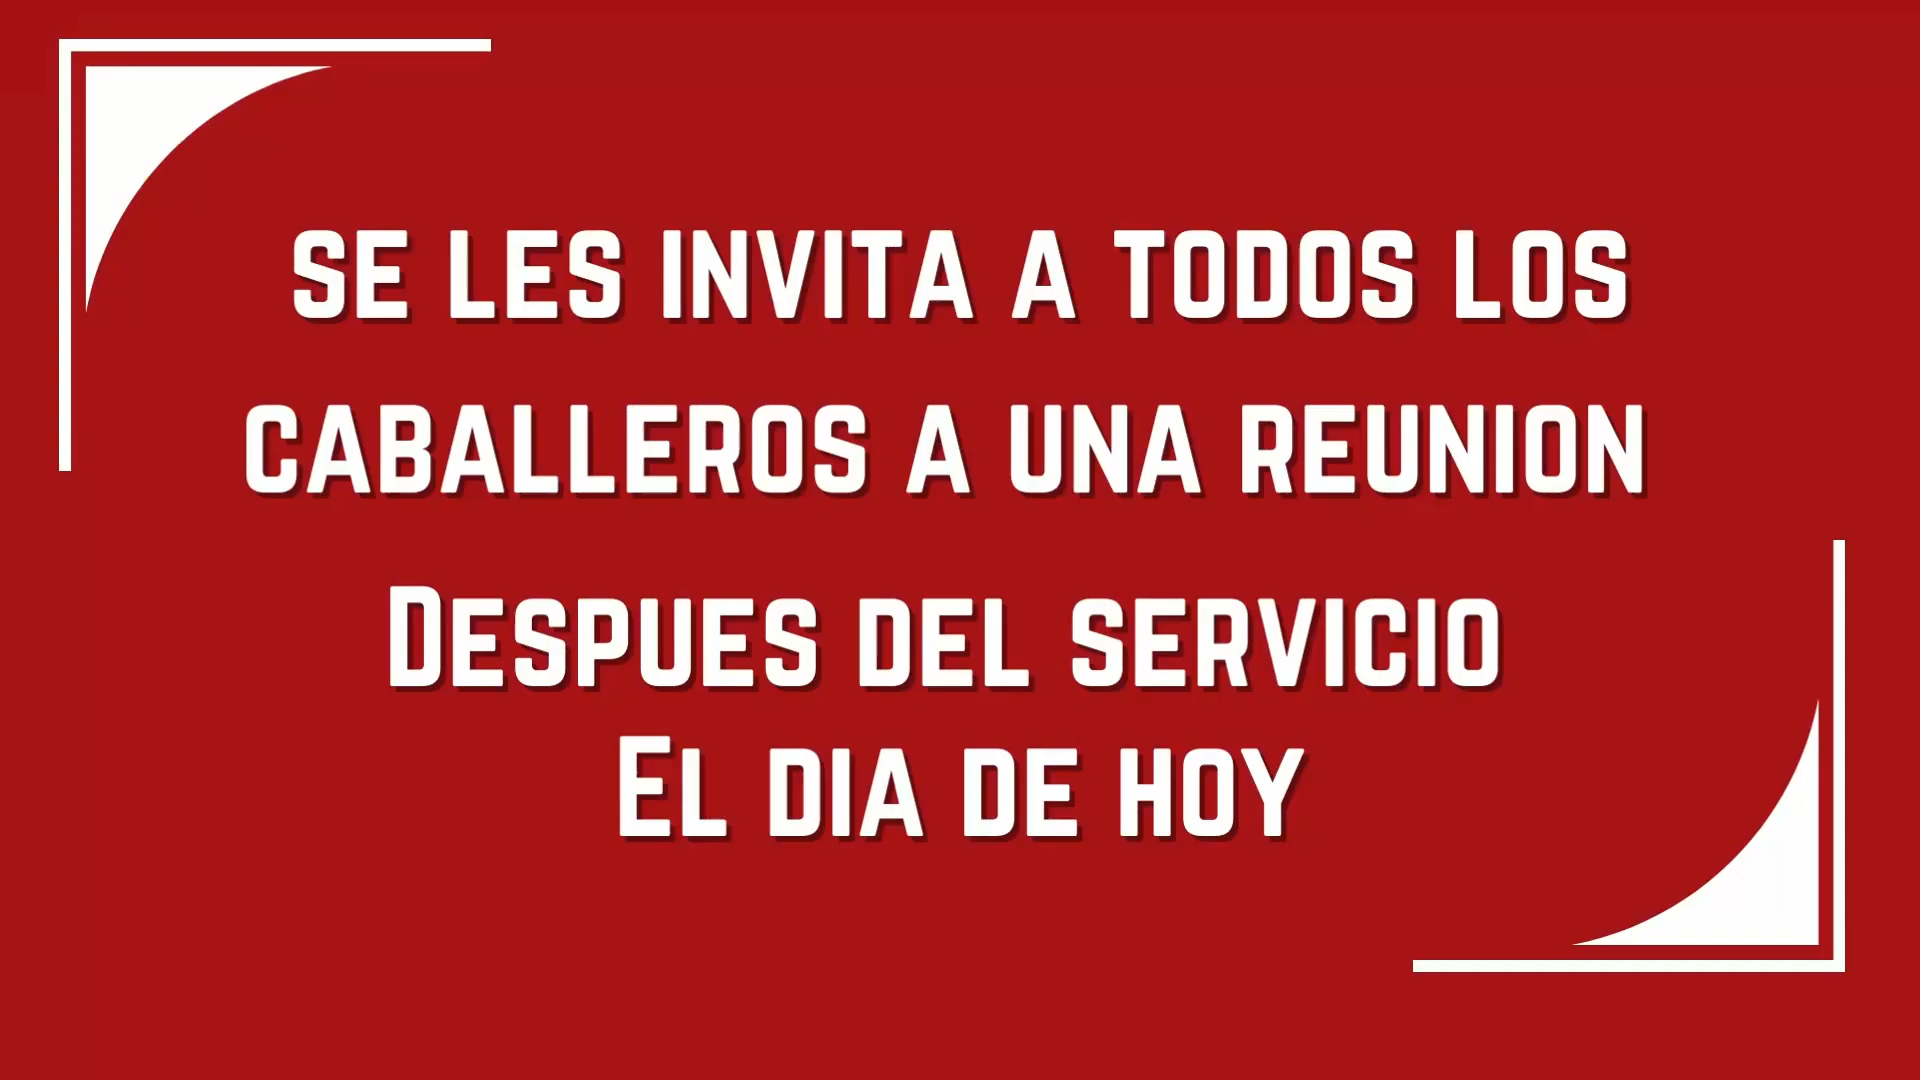 SE LES INVITA A TODOS LOS
CABALLEROS A UNA REUNION
DESPUES DEL SERVICIO
EL DIA DE HOY